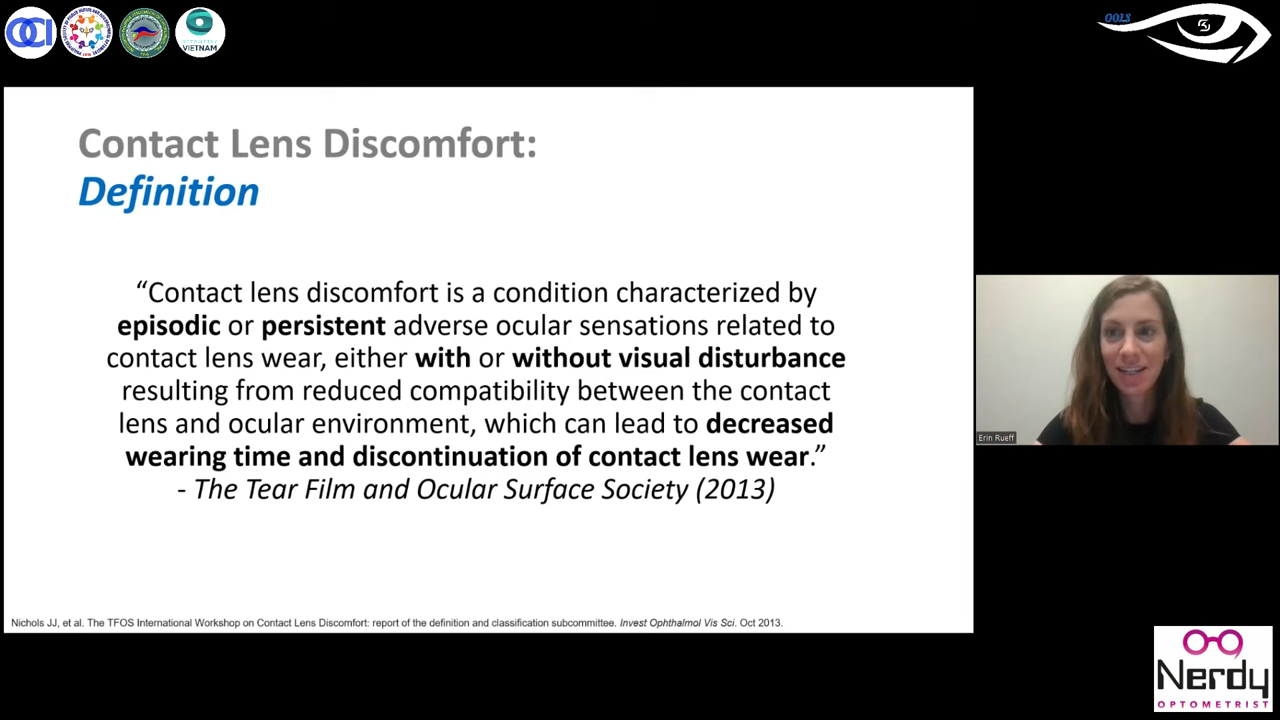 OCI
VIETNAM
OOLS
Contact Lens Discomfort:
Definition
“Contact lens discomfort is a condition characterized by
episodic or persistent adverse ocular sensations related to
contact lens wear, either with or without visual disturbance
resulting from reduced compatibility between the contact
lens and ocular environment, which can lead to decreased
wearing time and discontinuation of contact lens wear.”
- The Tear Film and Ocular Surface Society (2013)
Erin Rueff
Nichols JJ, et al. The TFOS International Workshop on Contact Lens Discomfort: report of the definition and classification subcommittee. Invest Ophthalmol Vis Sci. Oct 2013.
Nerdy
OPTOMETRIST